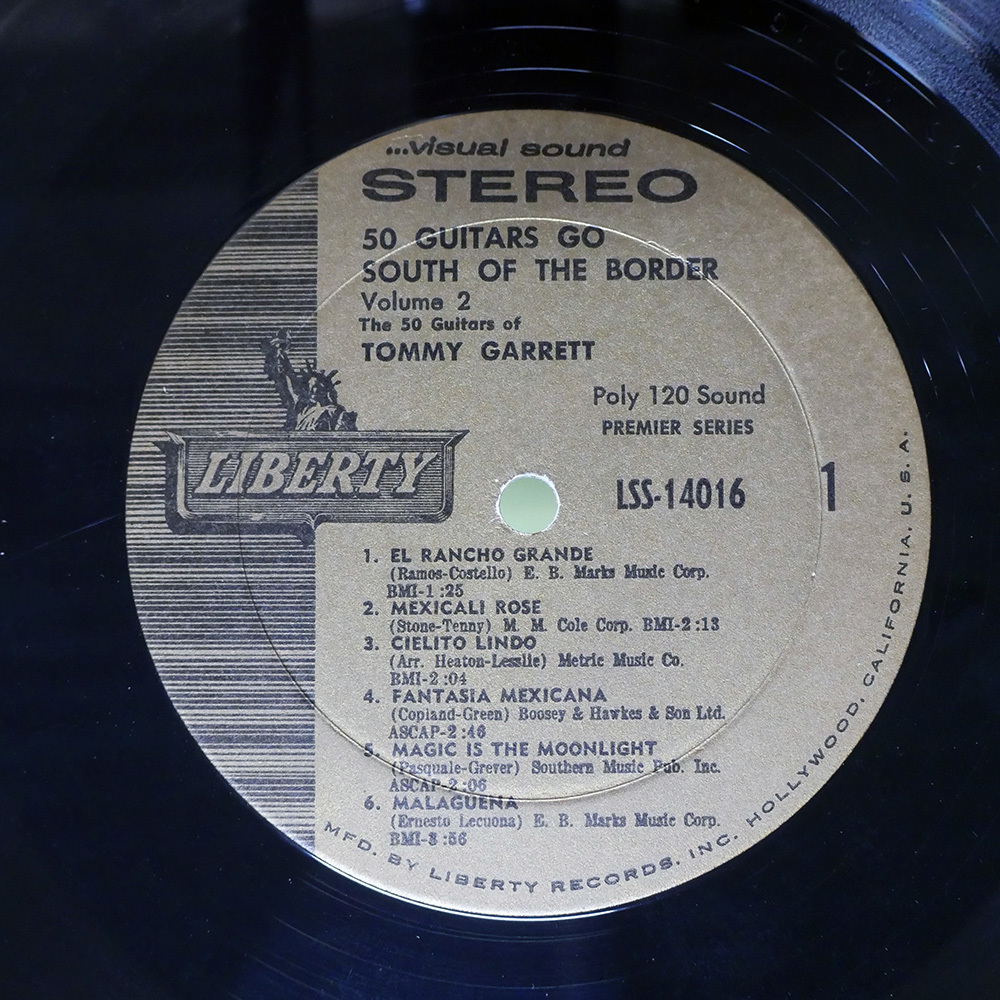 ...visual sound
STEREO
50 GUITARS GO
SOUTH OF THE BORDER
Volume 2
The 50 Guitars of
TOMMY GARRETT
Poly 120 Sound
PREMIER SERIES
LIBERTY
LSS-14016
1
1. EL RANCHO GRANDE
(Ramos-Costello) E. B. Marks Music Corp.
BMI-1:25
2. MEXICALI ROSE
(Stone-Tenny) M. M. Cole Corp. BMI-2:13
3. CIELITO LINDO
(Arr. Heaton-Lesslie) Metric Music Co.
BMI-2:04
4. FANTASIA MEXICANA
(Copland-Green) Boosey & Hawkes & Son Ltd.
ASCAP-2:46
5. MAGIC IS THE MOONLIGHT
(Pasquale-Grever) Southern Music Pub. Inc.
ASCAP-2:06
6. MALAGUENA
(Ernesto Lecuona) E. B. Marks Music Corp.
BMI-3:56
MFD. BY LIBERTY RECORDS, INC. HOLLYWOOD, CALIFORNIA, U. S. A.